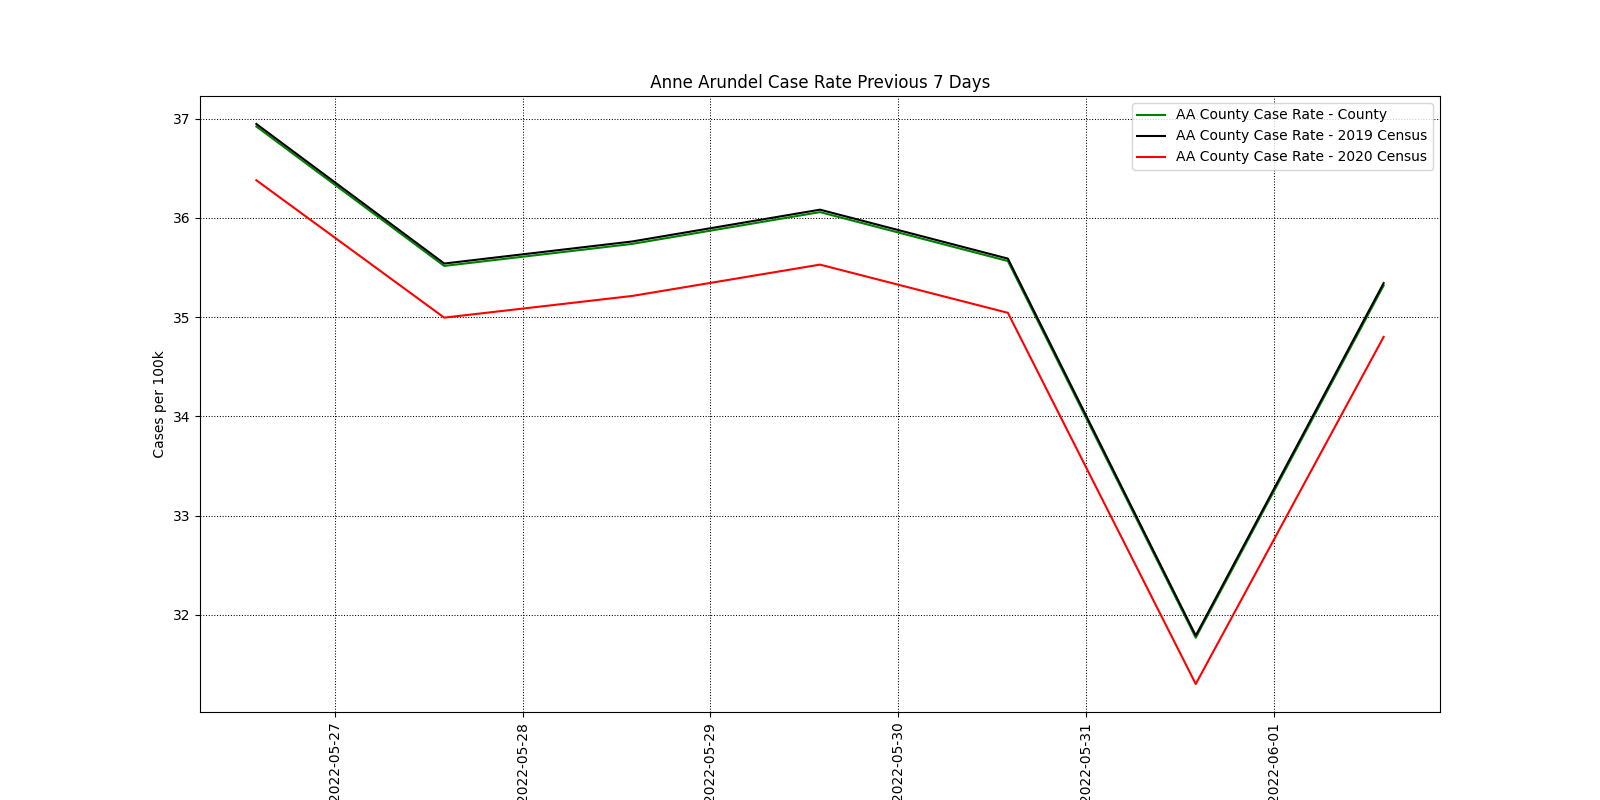 Anne Arundel Case Rate Previous 7 Days
AA County Case Rate - County
AA County Case Rate - 2019 Census
AA County Case Rate - 2020 Census
Cases per 100k
37
36
35
34
33
32
2022-05-27
2022-05-28
2022-05-29
2022-05-30
2022-05-31
2022-06-01